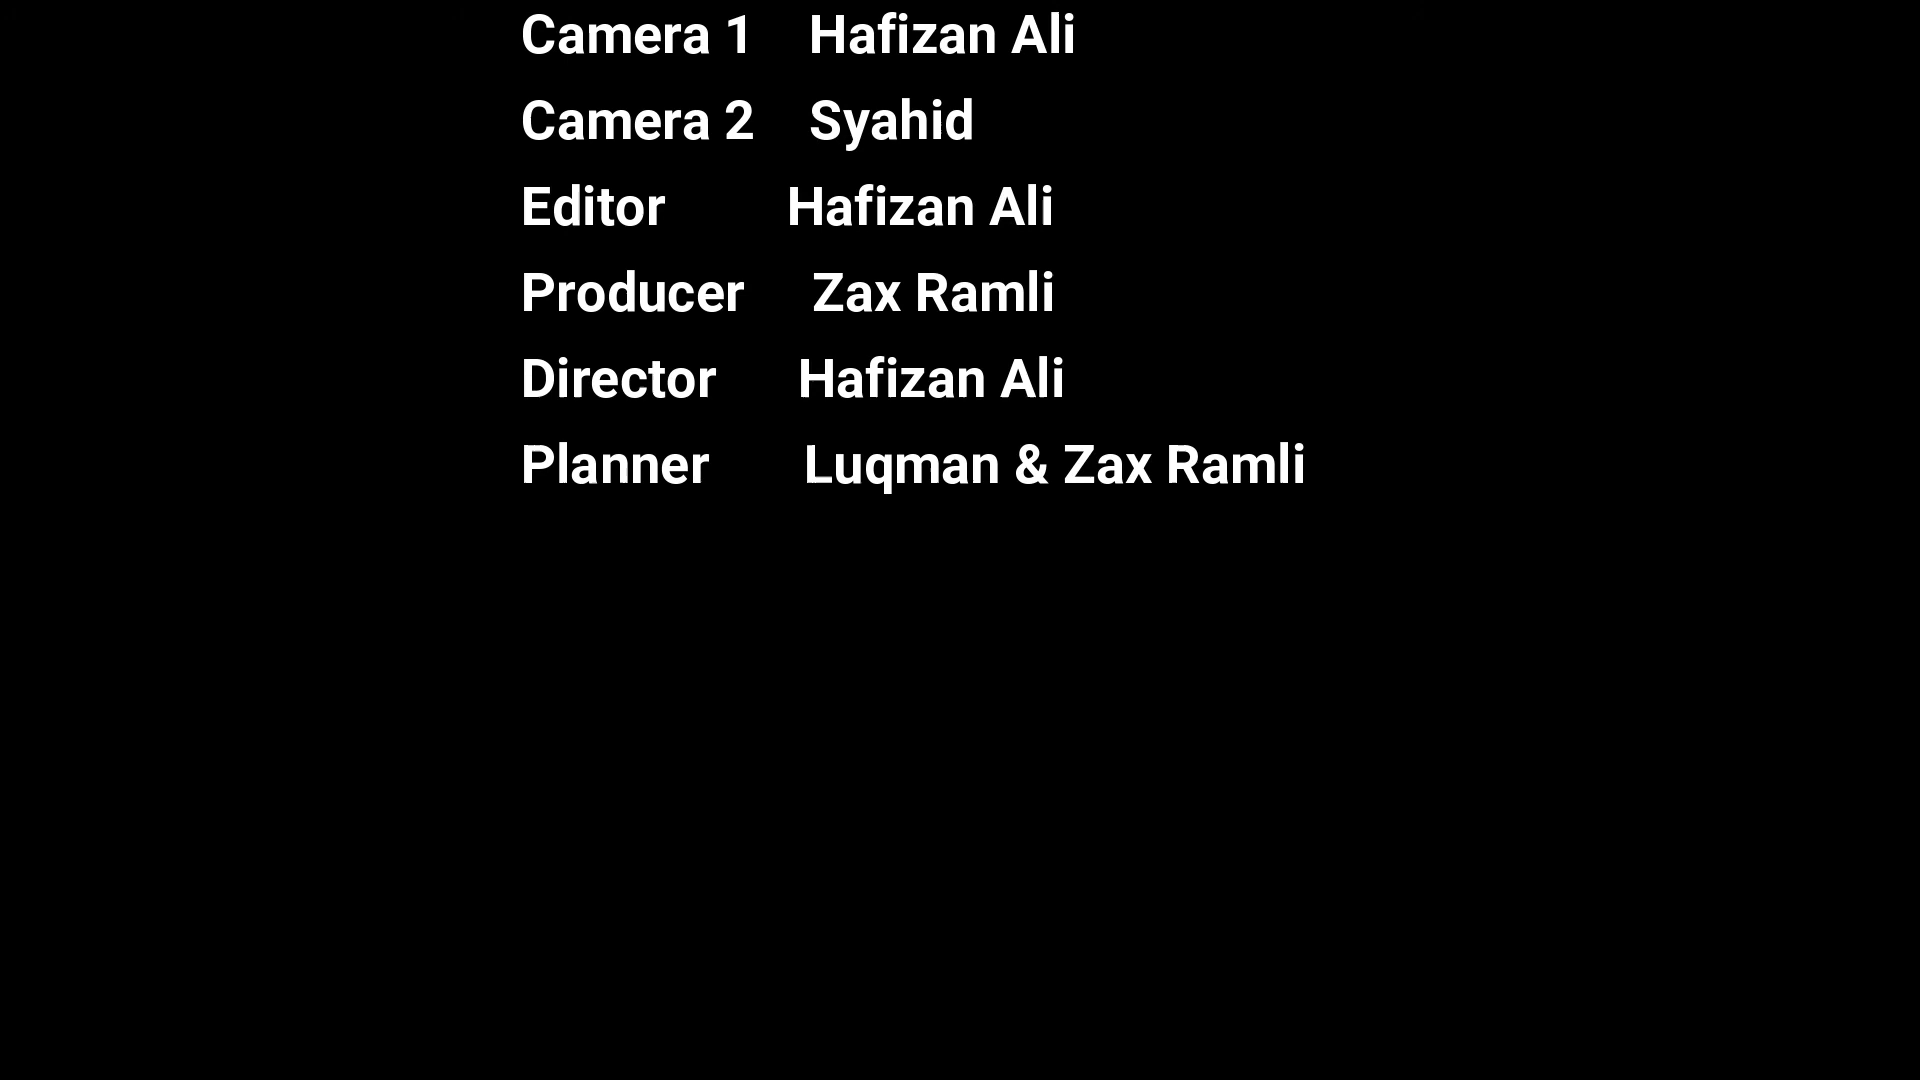 Camera 1 Hafizan Ali
Camera 2 Syahid
Editor Hafizan Ali
Producer Zax Ramli
Director Hafizan Ali
Planner Luqman & Zax Ramli